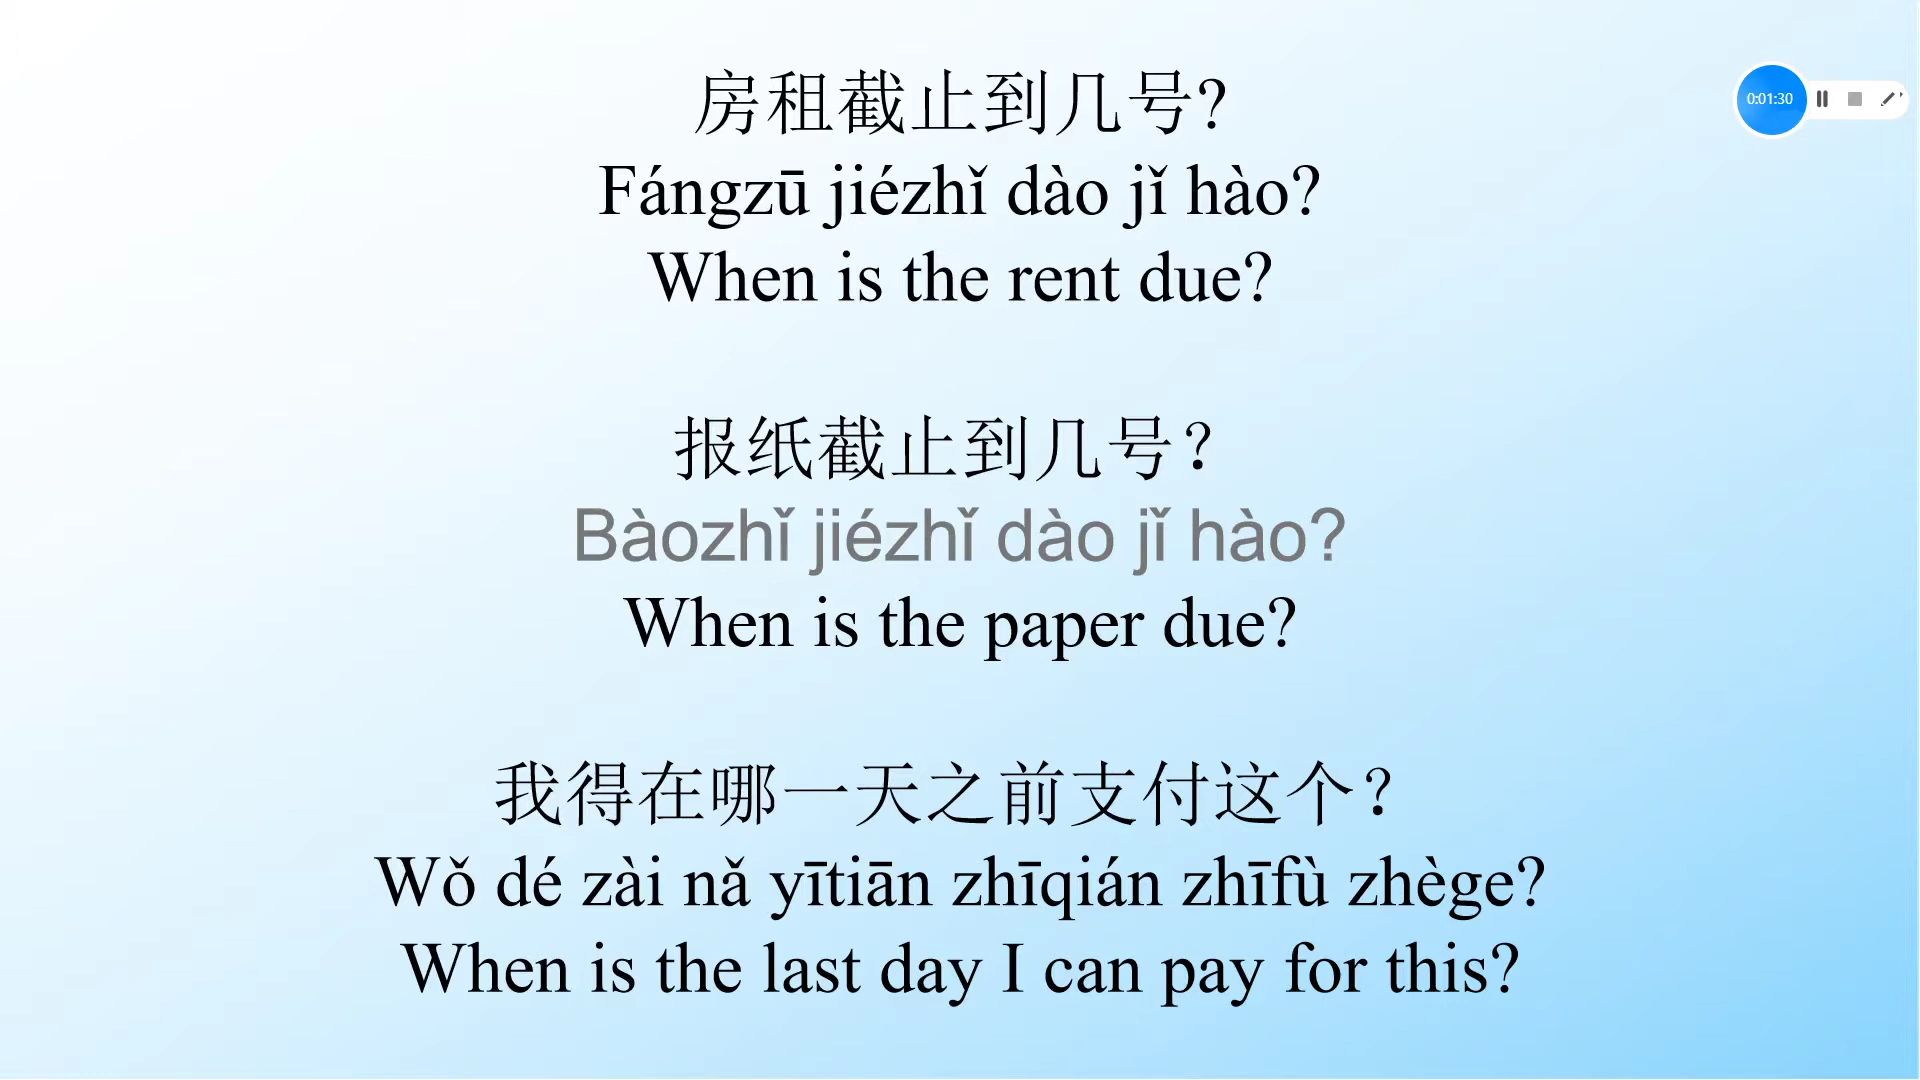 房租截止到几号?
Fángzū jiézhǐ dào jǐ hào?
When is the rent due?
报纸截止到几号？
Bàozhǐ jiézhǐ dào jǐ hào?
When is the paper due?
我得在哪一天之前支付这个？
Wǒ dé zài nǎ yītiān zhīqián zhīfù zhège?
When is the last day I can pay for this?
0:01:30